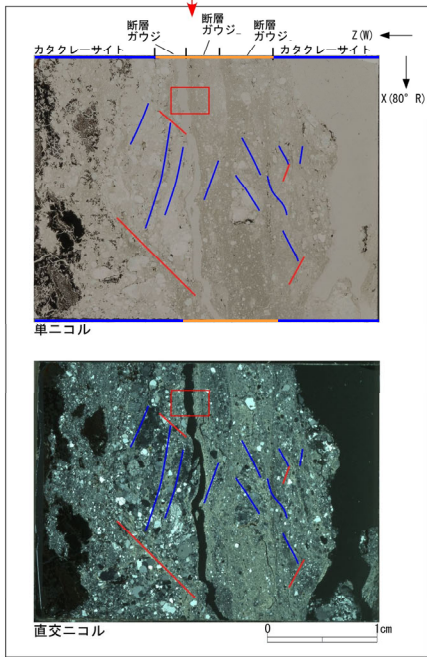 断層
ガウジ
断層
ガウジ
断層
ガウジ
カタクレーサイト
カタクレーサイト
Z(W)
X(80°R)
単ニコル
直交ニコル
0 1cm